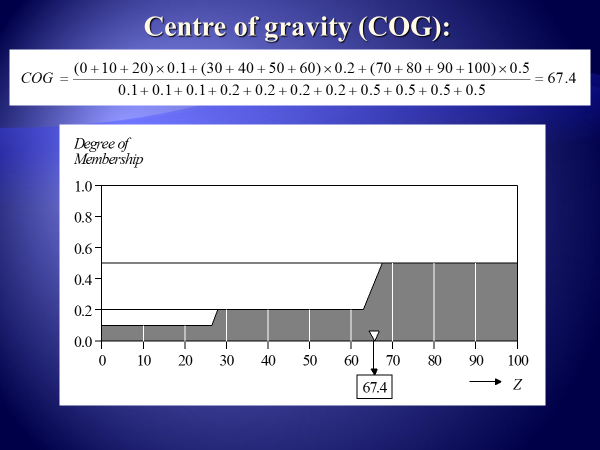 Centre of gravity (COG):
COG = (0 + 10 + 20) × 0.1 + (30 + 40 + 50 + 60) × 0.2 + (70 + 80 + 90 + 100) × 0.5 / 0.1 + 0.1 + 0.1 + 0.2 + 0.2 + 0.2 + 0.2 + 0.5 + 0.5 + 0.5 + 0.5 = 67.4
Degree of
Membership
1.0
0.8
0.6
0.4
0.2
0.0
0 10 20 30 40 50 60 70 80 90 100
67.4
Z